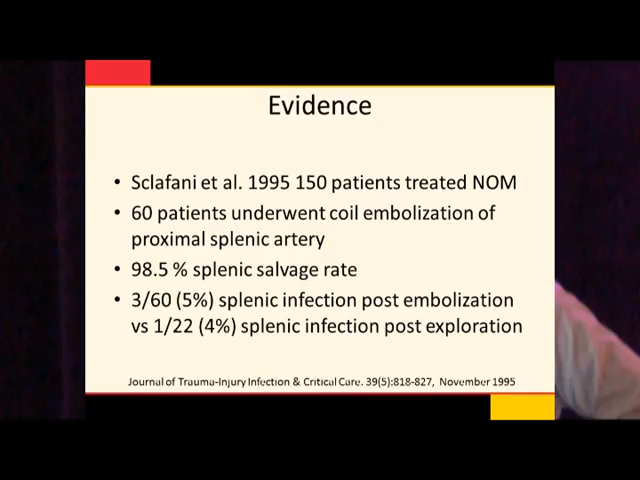 Evidence
• Sclafani et al. 1995 150 patients treated NOM
• 60 patients underwent coil embolization of
proximal splenic artery
• 98.5 % splenic salvage rate
• 3/60 (5%) splenic infection post embolization
vs 1/22 (4%) splenic infection post exploration
Journal of Trauma-Injury Infection & Critical Care. 39(5):818-827, November 1995